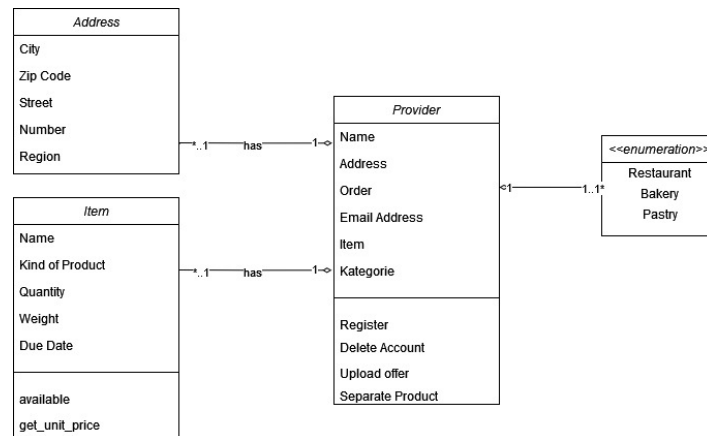 Address
City
Zip Code
Street
Number
Region
*..1 has 1
Item
Name
Kind of Product
Quantity
Weight
Due Date
available
get_unit_price
*..1 has 1
Provider
Name
Address
Order
Email Address
Item
Kategorie
Register
Delete Account
Upload offer
Separate Product
1 1..1*
<<enumeration>>
Restaurant
Bakery
Pastry